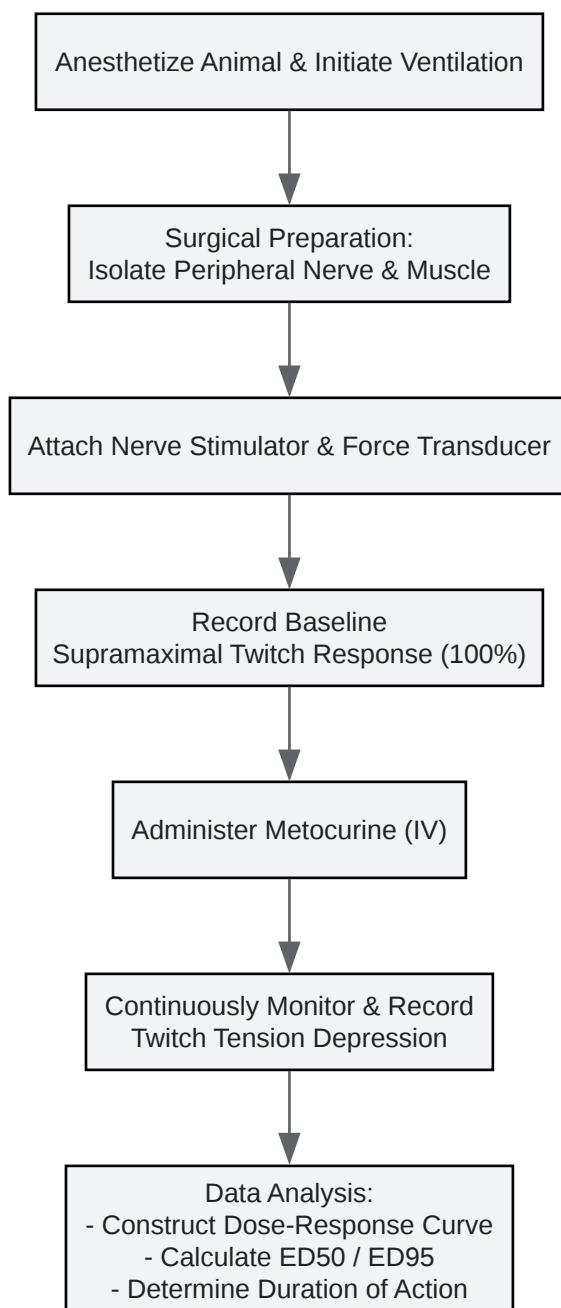 Anesthetize Animal & Initiate Ventilation
Surgical Preparation:
Isolate Peripheral Nerve & Muscle
Attach Nerve Stimulator & Force Transducer
Record Baseline
Supramaximal Twitch Response (100%)
Administer Metocurine (IV)
Continuously Monitor & Record
Twitch Tension Depression
Data Analysis:
- Construct Dose-Response Curve
- Calculate ED50 / ED95
- Determine Duration of Action